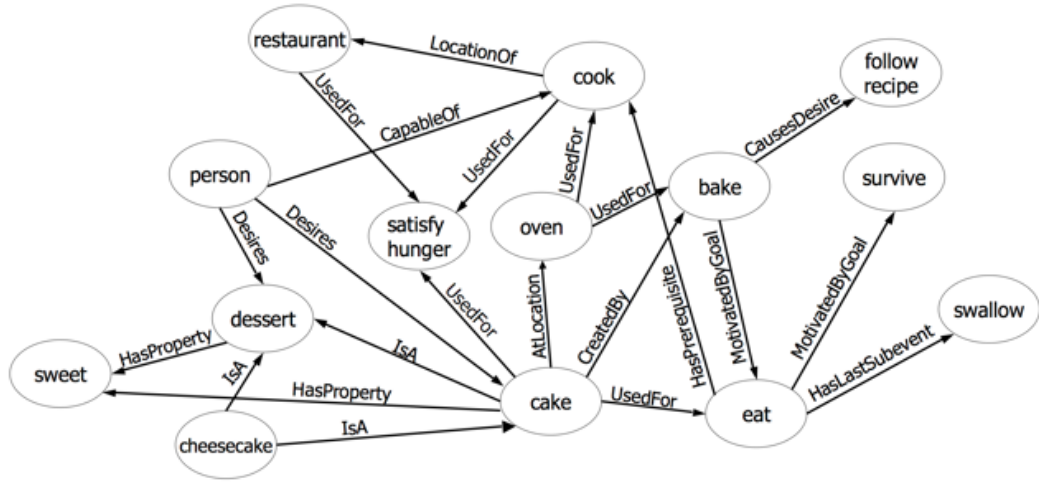 restaurant
LocationOf
cook
follow
recipe
UsedFor
CapableOf
UsedFor
UsedFor
CausesDesire
person
bake
survive
UsedFor
Desires
Desires
satisfy
hunger
oven
MotivatedByGoal
MotivatedByGoal
HasPrerequisite
UsedFor
AtLocation
CreatedBy
dessert
swallow
HasProperty
IsA
IsA
sweet
HasProperty
cake
UsedFor
eat
HasLastSubevent
cheesecake
IsA